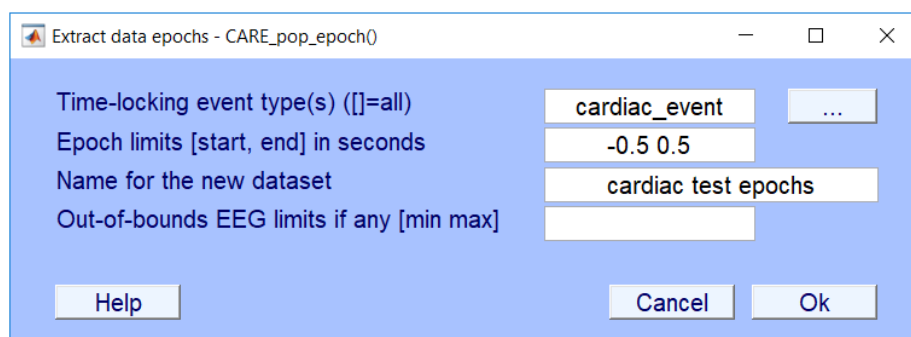 Extract data epochs - CARE_pop_epoch()
Time-locking event type(s) ([]=all) cardiac_event ...
Epoch limits [start, end] in seconds -0.5 0.5
Name for the new dataset cardiac test epochs
Out-of-bounds EEG limits if any [min max]
Help Cancel Ok